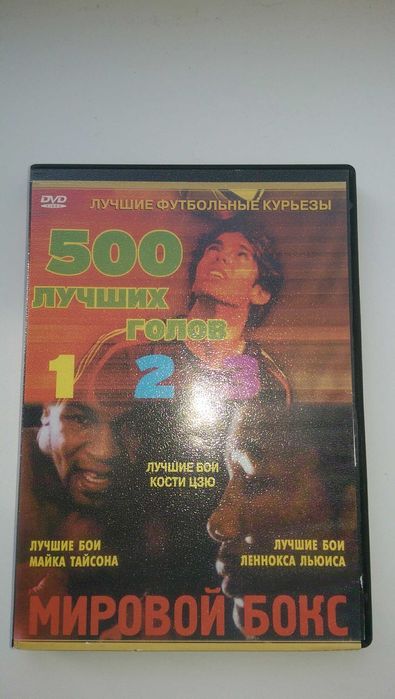 DVD
VIDEO
ЛУЧШИЕ ФУТБОЛЬНЫЕ КУРЬЕЗЫ
500
ЛУЧШИХ
ГОЛОВ
1 2 3
ЛУЧШИЕ БОИ
КОСТИ ЦЗЮ
ЛУЧШИЕ БОИ
МАЙКА ТАЙСОНА
ЛУЧШИЕ БОИ
ЛЕННОКСА ЛЬЮИСА
МИРОВОЙ БОКС